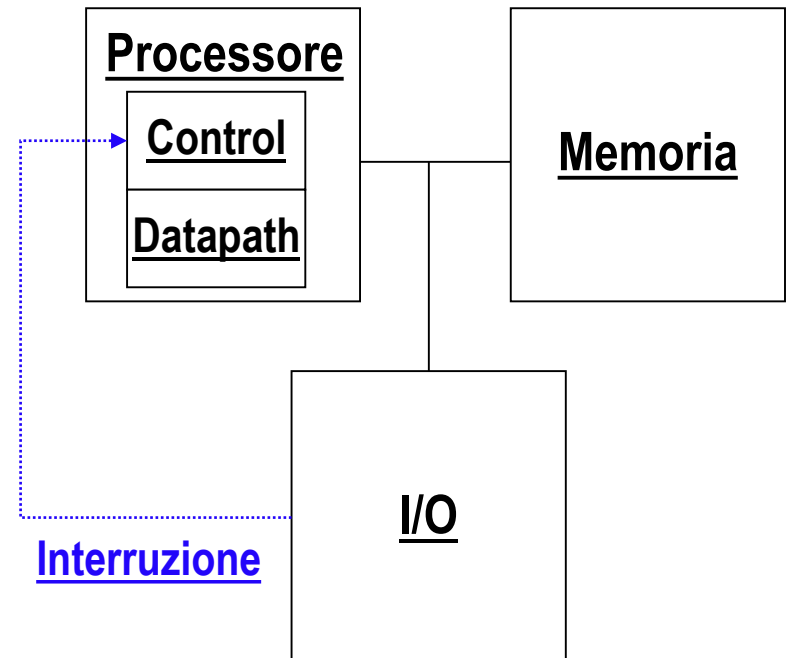 Processore
Control
Datapath
Memoria
I/O
Interruzione